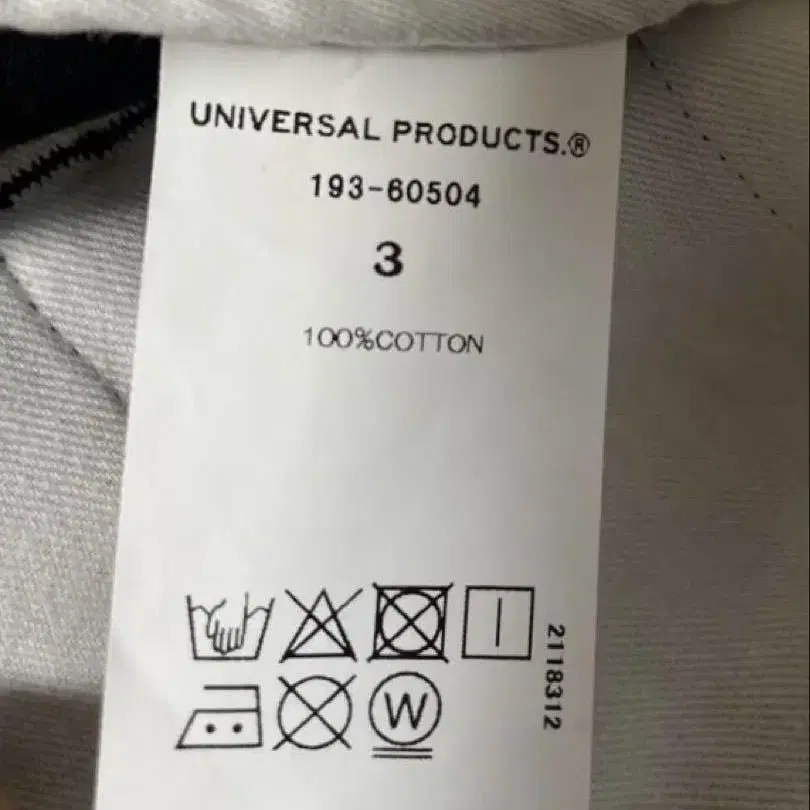 UNIVERSAL PRODUCTS.®
193-60504
3
100%COTTON
2118312
W